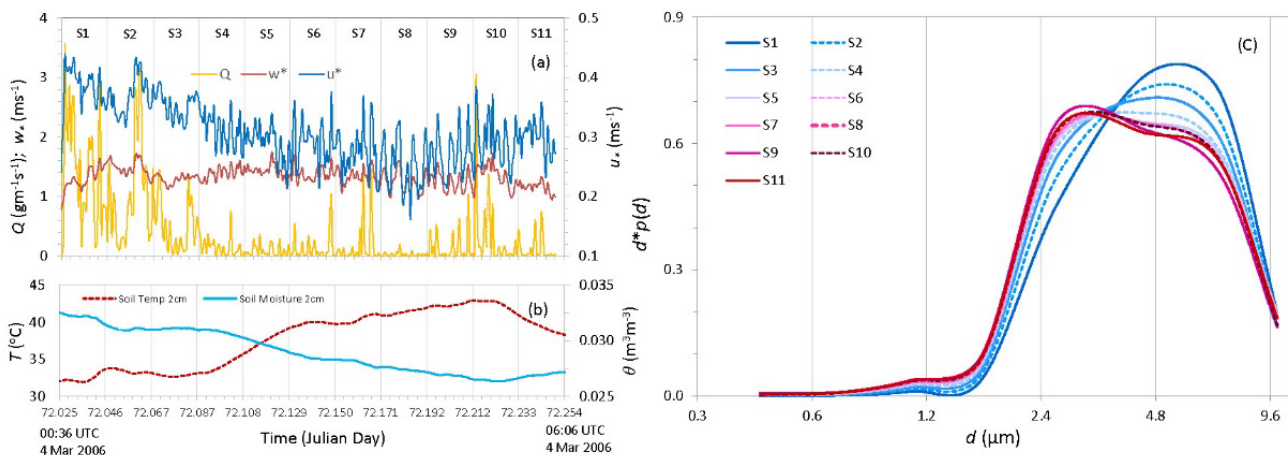 S1 S2 S3 S4 S5 S6 S7 S8 S9 S10 S11
(a)
Q w* u*
4
3
2
1
0
Q (gm⁻¹s⁻¹); w* (ms⁻¹)
0.5
0.4
0.3
0.2
0.1
u* (ms⁻¹)
Soil Temp 2cm Soil Moisture 2cm
(b)
45
40
35
30
T (°C)
0.035
0.030
0.025
θ (m³m⁻³)
72.025 72.046 72.067 72.087 72.108 72.129 72.150 72.171 72.192 72.212 72.233 72.254
00:36 UTC
4 Mar 2006
Time (Julian Day)
06:06 UTC
4 Mar 2006
(C)
S1 S2
S3 S4
S5 S6
S7 S8
S9 S10
S11
0.9
0.6
0.3
0.0
d*p(d)
0.3 0.6 1.2 2.4 4.8 9.6
d (μm)